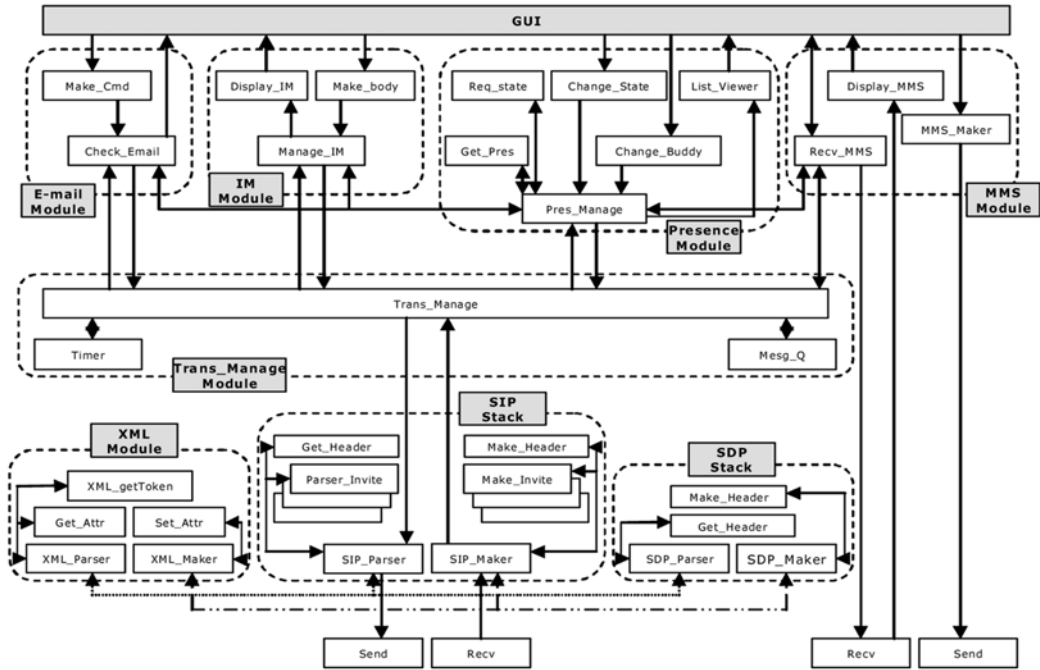 GUI
Make_Cmd
Display_IM
Make_body
Req_state
Change_State
List_Viewer
Display_MMS
MMS_Maker
Check_Email
Manage_IM
Get_Pres
Change_Buddy
Recv_MMS
E-mail
Module
IM
Module
Pres_Manage
Presence
Module
MMS
Module
Trans_Manage
Timer
Mesg_Q
Trans_Manage
Module
SIP
Stack
XML
Module
SDP
Stack
Get_Header
Make_Header
XML_getToken
Parser_Invite
Make_Invite
Make_Header
Get_Attr
Set_Attr
Get_Header
XML_Parser
XML_Maker
SIP_Parser
SIP_Maker
SDP_Parser
SDP_Maker
Send
Recv
Recv
Send